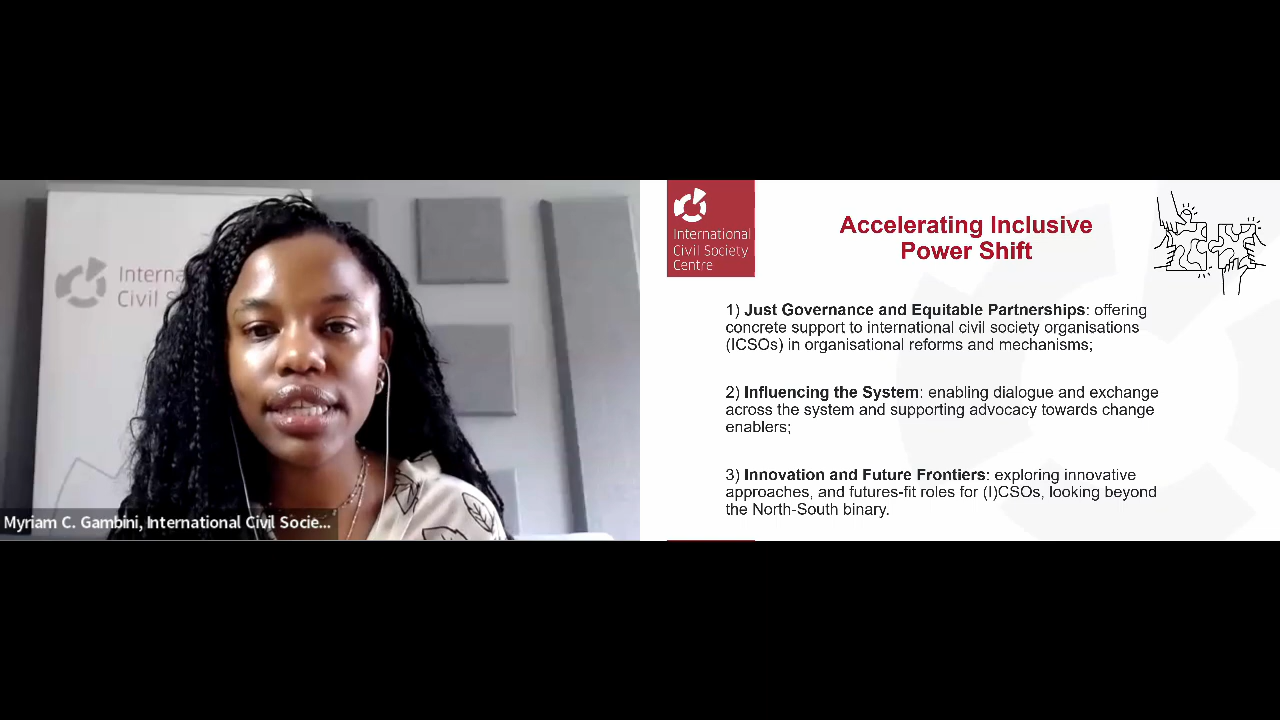 Interna
Civil S
Myriam C. Gambini, International Civil Socie...
International
Civil Society
Centre
Accelerating Inclusive
Power Shift
1) Just Governance and Equitable Partnerships: offering
concrete support to international civil society organisations
(ICSOs) in organisational reforms and mechanisms;
2) Influencing the System: enabling dialogue and exchange
across the system and supporting advocacy towards change
enablers;
3) Innovation and Future Frontiers: exploring innovative
approaches, and futures-fit roles for (I)CSOs, looking beyond
the North-South binary.